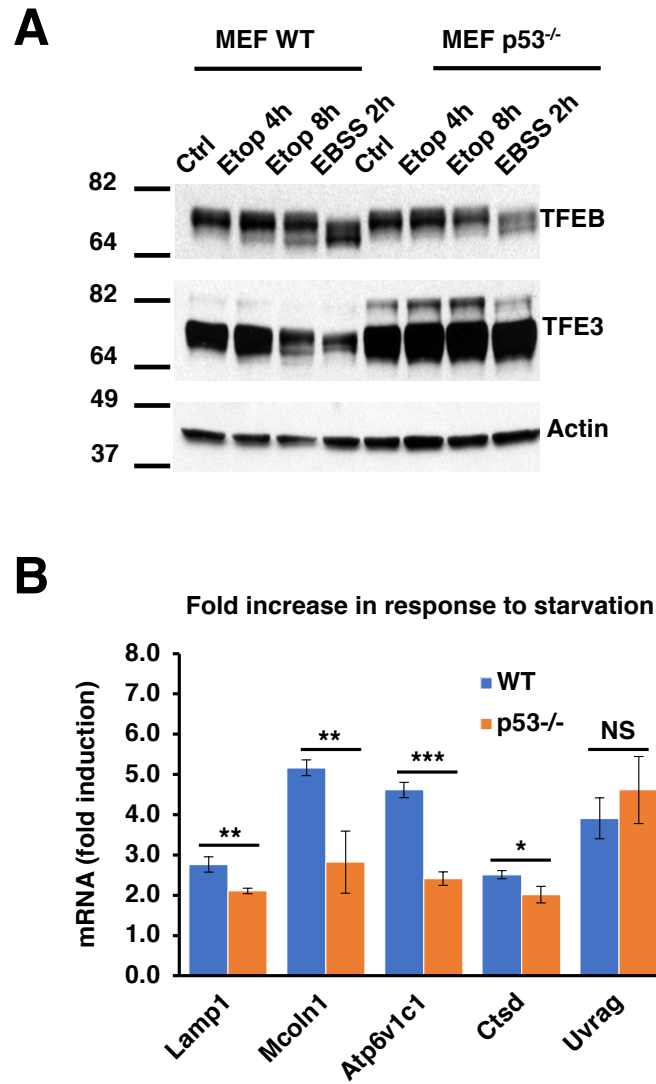 A
MEF WT MEF p53-/-
Ctrl Etop 4h Etop 8h EBSS 2h Ctrl Etop 4h Etop 8h EBSS 2h
82
TFEB
64
82
TFE3
64
49
Actin
37
B
Fold increase in response to starvation
8.0
7.0
6.0
5.0
4.0
3.0
2.0
1.0
0.0
mRNA (fold induction)
WT
p53-/-
** ** *** * NS
Lamp1 Mcoln1 Atp6v1c1 Ctsd Uvrag